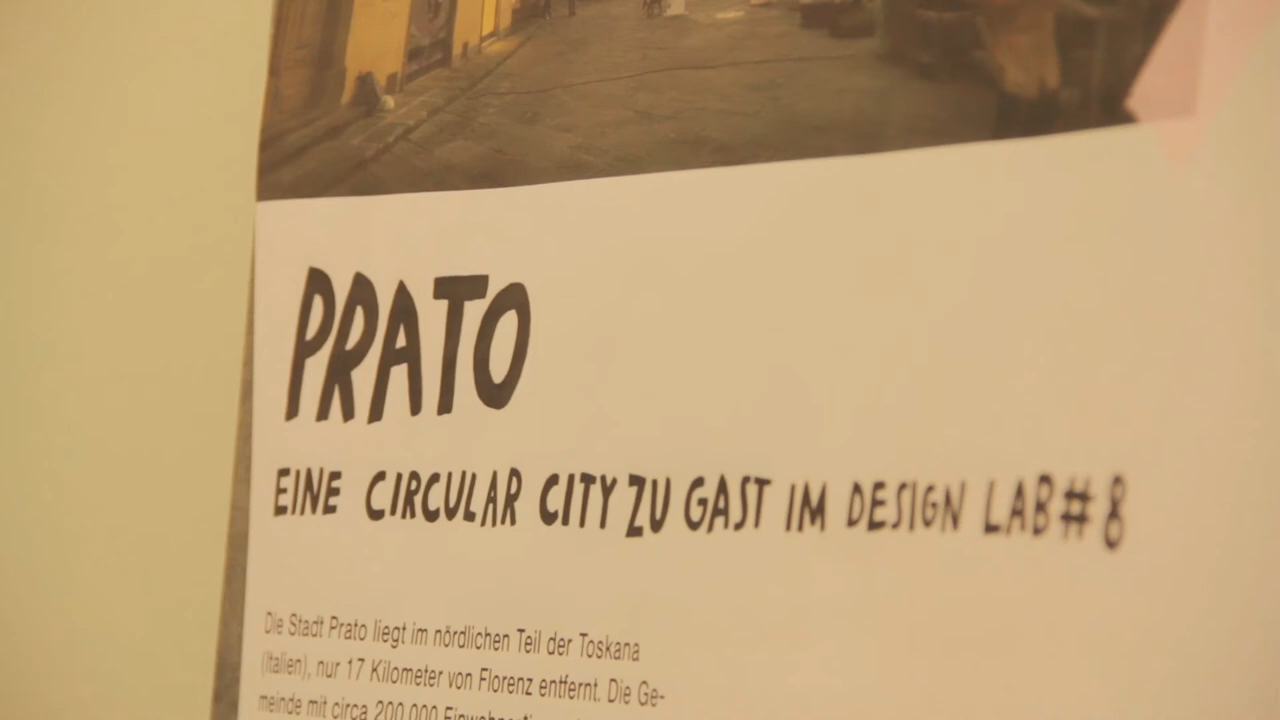 PRATO
EINE CIRCULAR CITY ZU GAST IM DESIGN LAB#8
Die Stadt Prato liegt im nördlichen Teil der Toskana
(Italien), nur 17 Kilometer von Florenz entfernt. Die Ge-
meinde mit circa 200.000